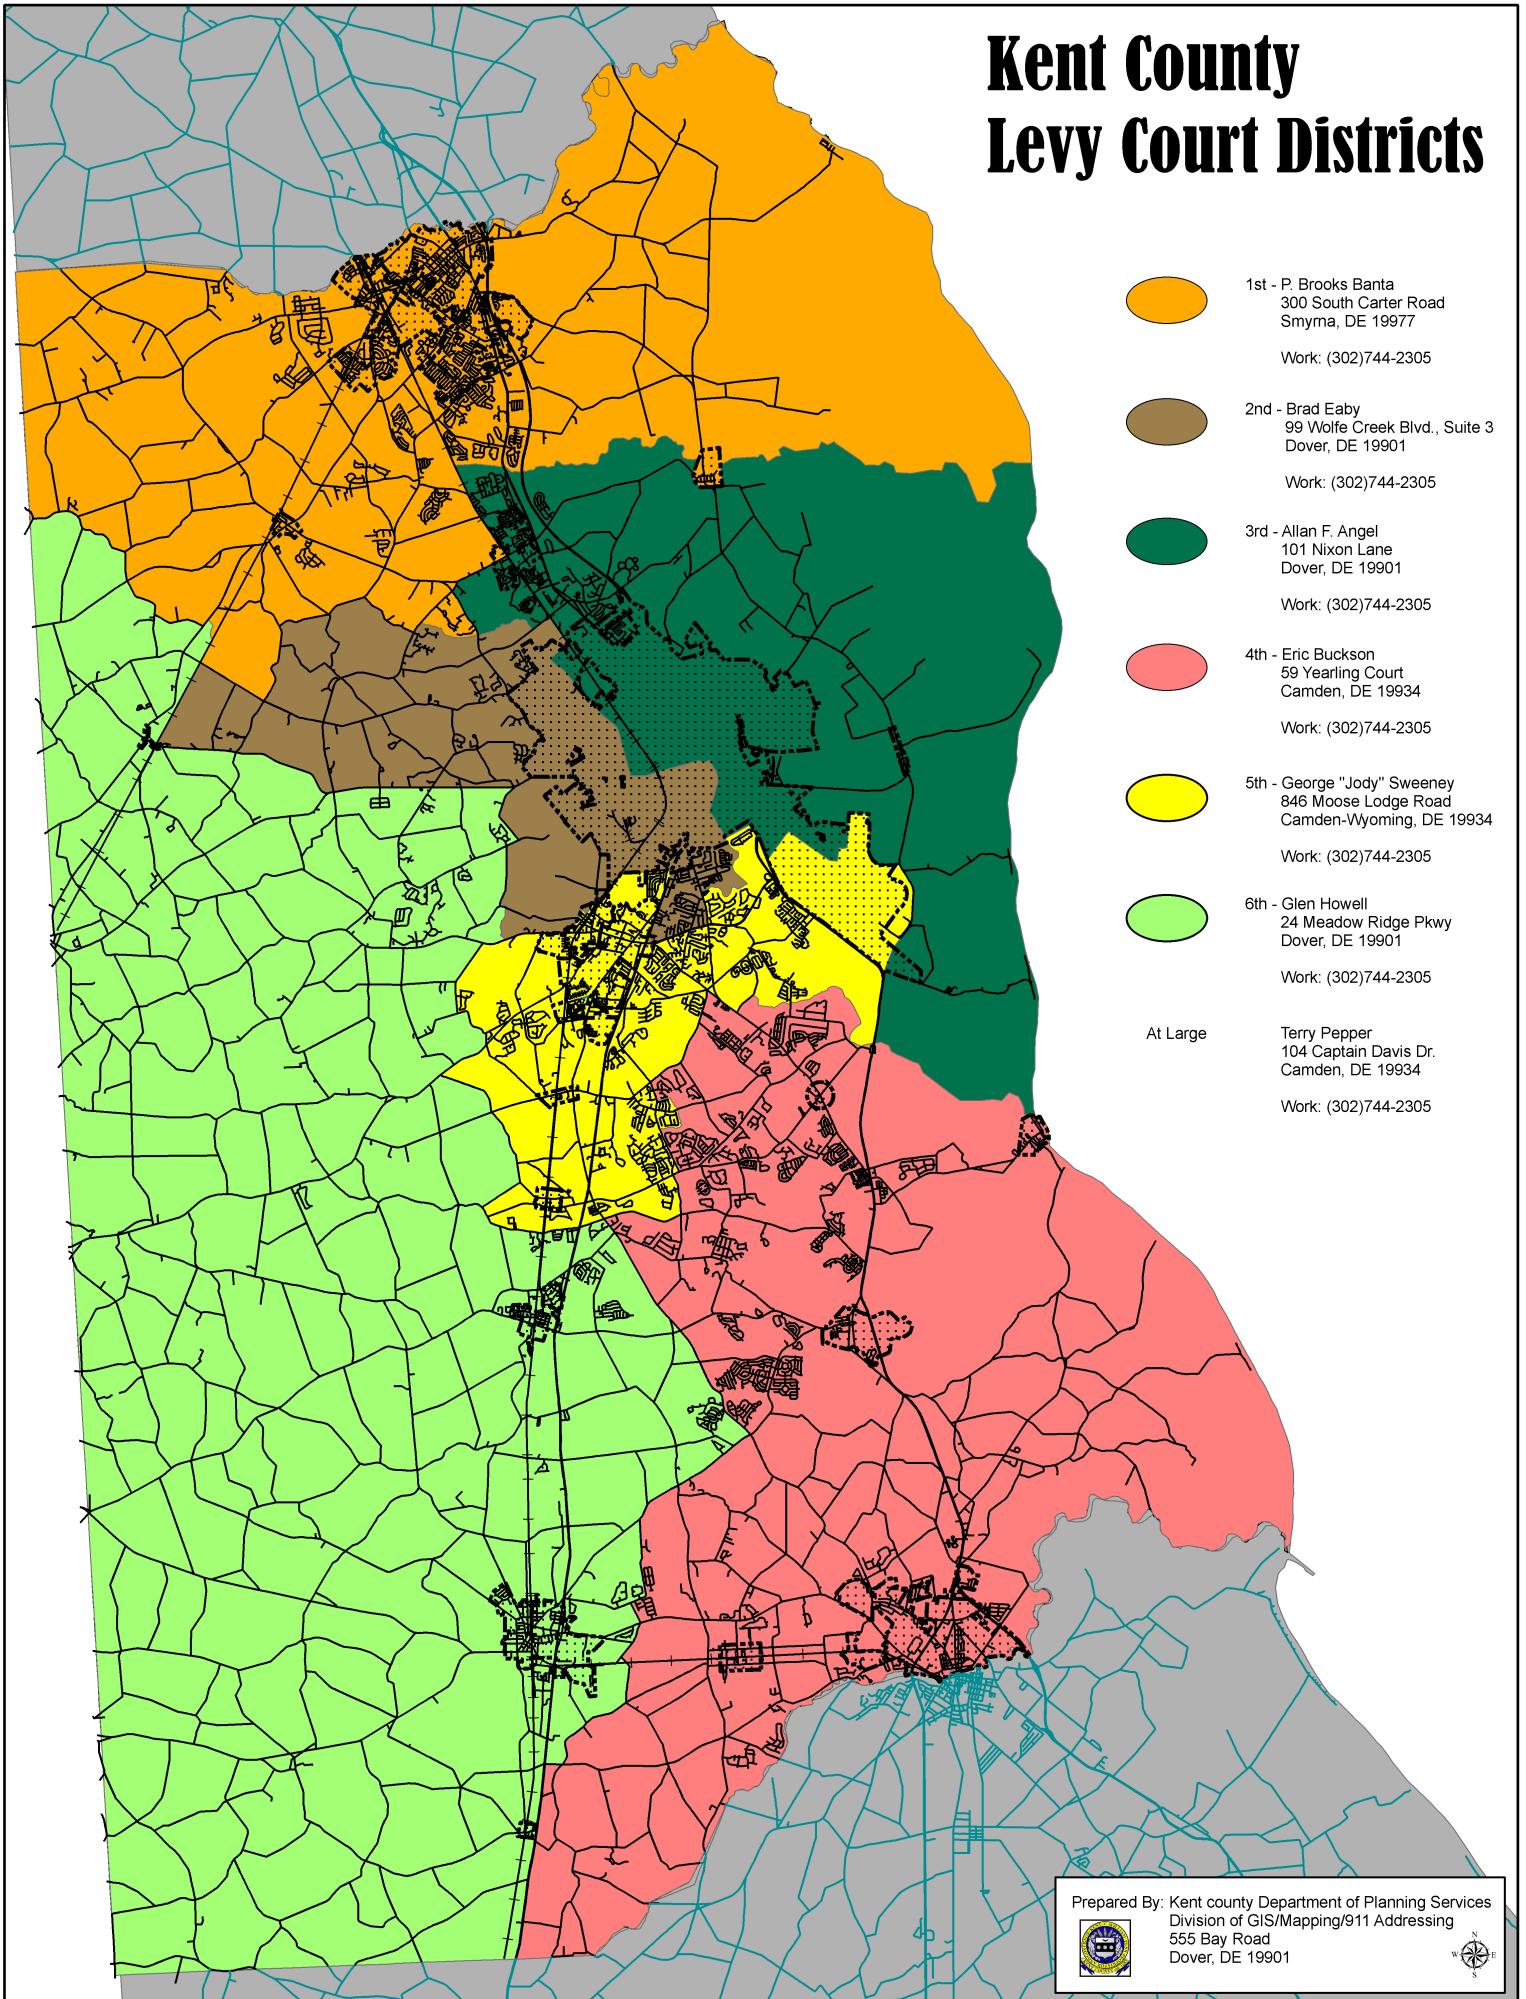 Kent County
Levy Court Districts
1st - P. Brooks Banta
300 South Carter Road
Smyrna, DE 19977
Work: (302)744-2305
2nd - Brad Eaby
99 Wolfe Creek Blvd., Suite 3
Dover, DE 19901
Work: (302)744-2305
3rd - Allan F. Angel
101 Nixon Lane
Dover, DE 19901
Work: (302)744-2305
4th - Eric Buckson
59 Yearling Court
Camden, DE 19934
Work: (302)744-2305
5th - George "Jody" Sweeney
846 Moose Lodge Road
Camden-Wyoming, DE 19934
Work: (302)744-2305
6th - Glen Howell
24 Meadow Ridge Pkwy
Dover, DE 19901
Work: (302)744-2305
At Large Terry Pepper
104 Captain Davis Dr.
Camden, DE 19934
Work: (302)744-2305
Prepared By: Kent county Department of Planning Services
Division of GIS/Mapping/911 Addressing
555 Bay Road
Dover, DE 19901
N
W E
S